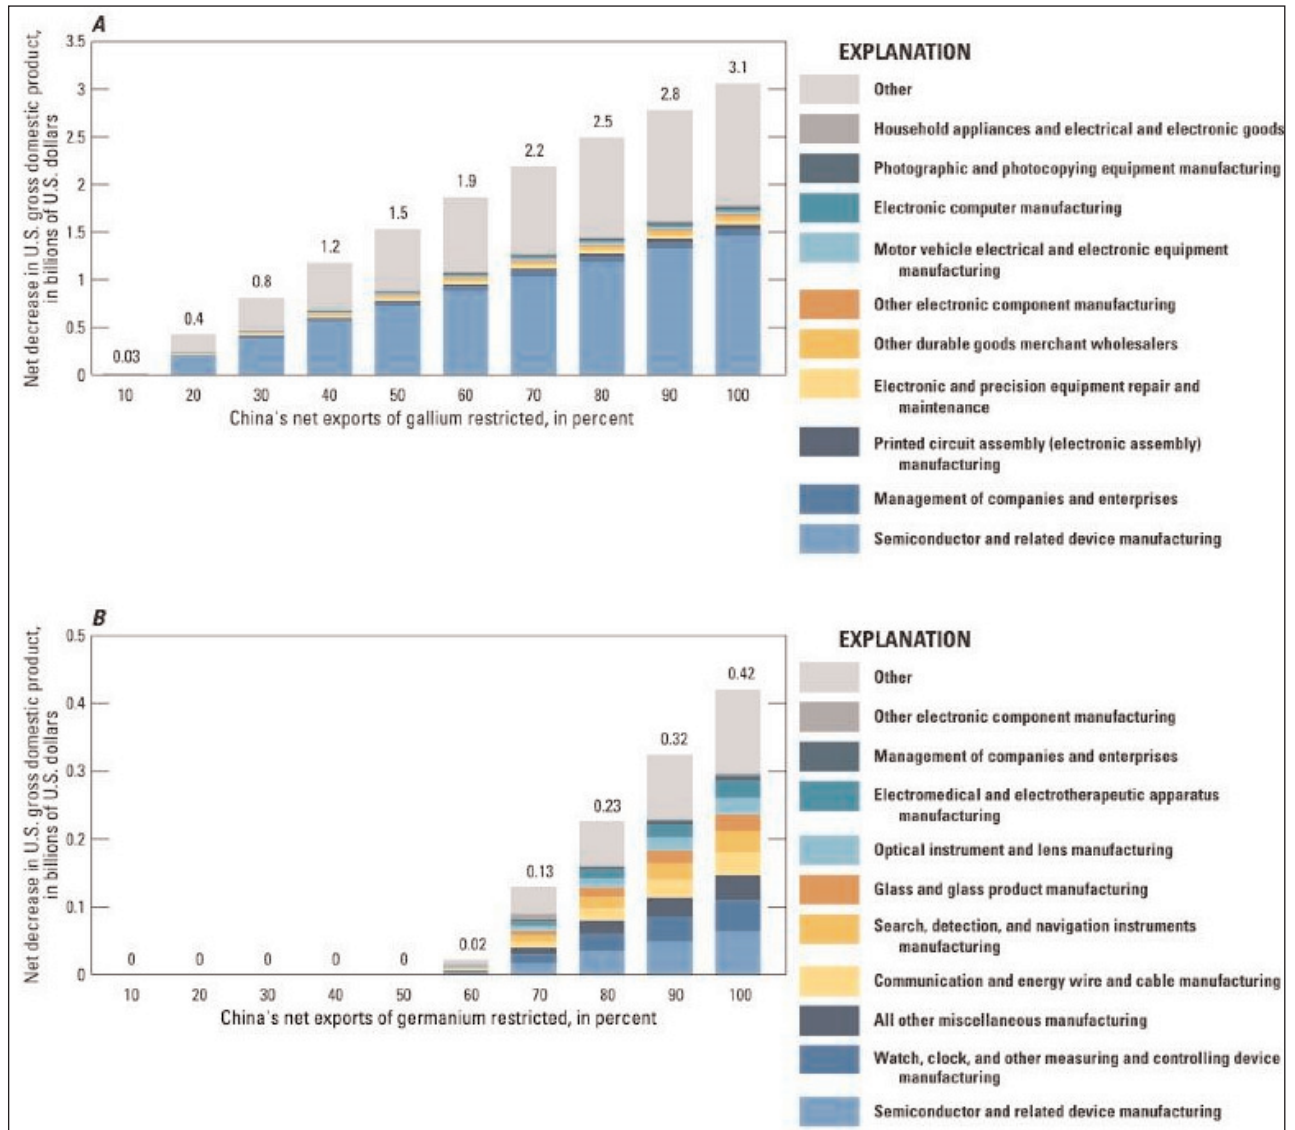 A
Net decrease in U.S. gross domestic product,
in billions of U.S. dollars
3.5
3
2.5
2
1.5
1
0.5
0
0.03
0.4
0.8
1.2
1.5
1.9
2.2
2.5
2.8
3.1
10 20 30 40 50 60 70 80 90 100
China's net exports of gallium restricted, in percent
EXPLANATION
Other
Household appliances and electrical and electronic goods
Photographic and photocopying equipment manufacturing
Electronic computer manufacturing
Motor vehicle electrical and electronic equipment
manufacturing
Other electronic component manufacturing
Other durable goods merchant wholesalers
Electronic and precision equipment repair and
maintenance
Printed circuit assembly (electronic assembly)
manufacturing
Management of companies and enterprises
Semiconductor and related device manufacturing
B
Net decrease in U.S. gross domestic product,
in billions of U.S. dollars
0.5
0.4
0.3
0.2
0.1
0
0
0
0
0
0
0.02
0.13
0.23
0.32
0.42
10 20 30 40 50 60 70 80 90 100
China's net exports of germanium restricted, in percent
EXPLANATION
Other
Other electronic component manufacturing
Management of companies and enterprises
Electromedical and electrotherapeutic apparatus
manufacturing
Optical instrument and lens manufacturing
Glass and glass product manufacturing
Search, detection, and navigation instruments
manufacturing
Communication and energy wire and cable manufacturing
All other miscellaneous manufacturing
Watch, clock, and other measuring and controlling device
manufacturing
Semiconductor and related device manufacturing